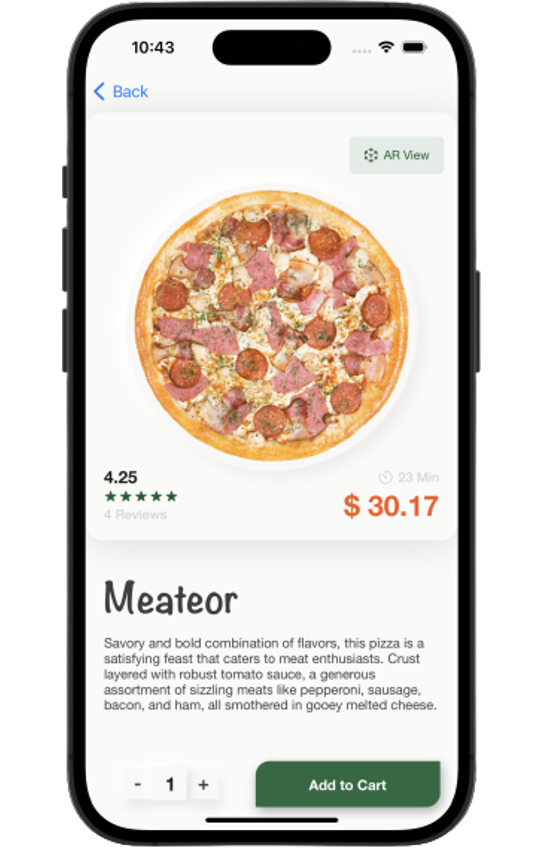 10:43
Back
AR View
4.25
23 Min
4 Reviews
$ 30.17
Meateor
Savory and bold combination of flavors, this pizza is a
satisfying feast that caters to meat enthusiasts. Crust
layered with robust tomato sauce, a generous
assortment of sizzling meats like pepperoni, sausage,
bacon, and ham, all smothered in gooey melted cheese.
- 1 +
Add to Cart